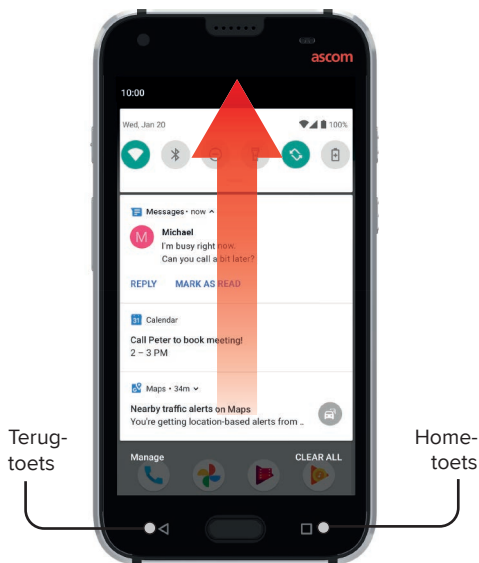 ascom
10:00
Wed, Jan 20
100%
Messages • now
M
Michael
I'm busy right now.
Can you call a bit later?
REPLY MARK AS READ
31 Calendar
Call Peter to book meeting!
2 – 3 PM
Maps • 34m
Nearby traffic alerts on Maps
You're getting location-based alerts from ..
Manage CLEAR ALL
Terug-
toets
Home-
toets